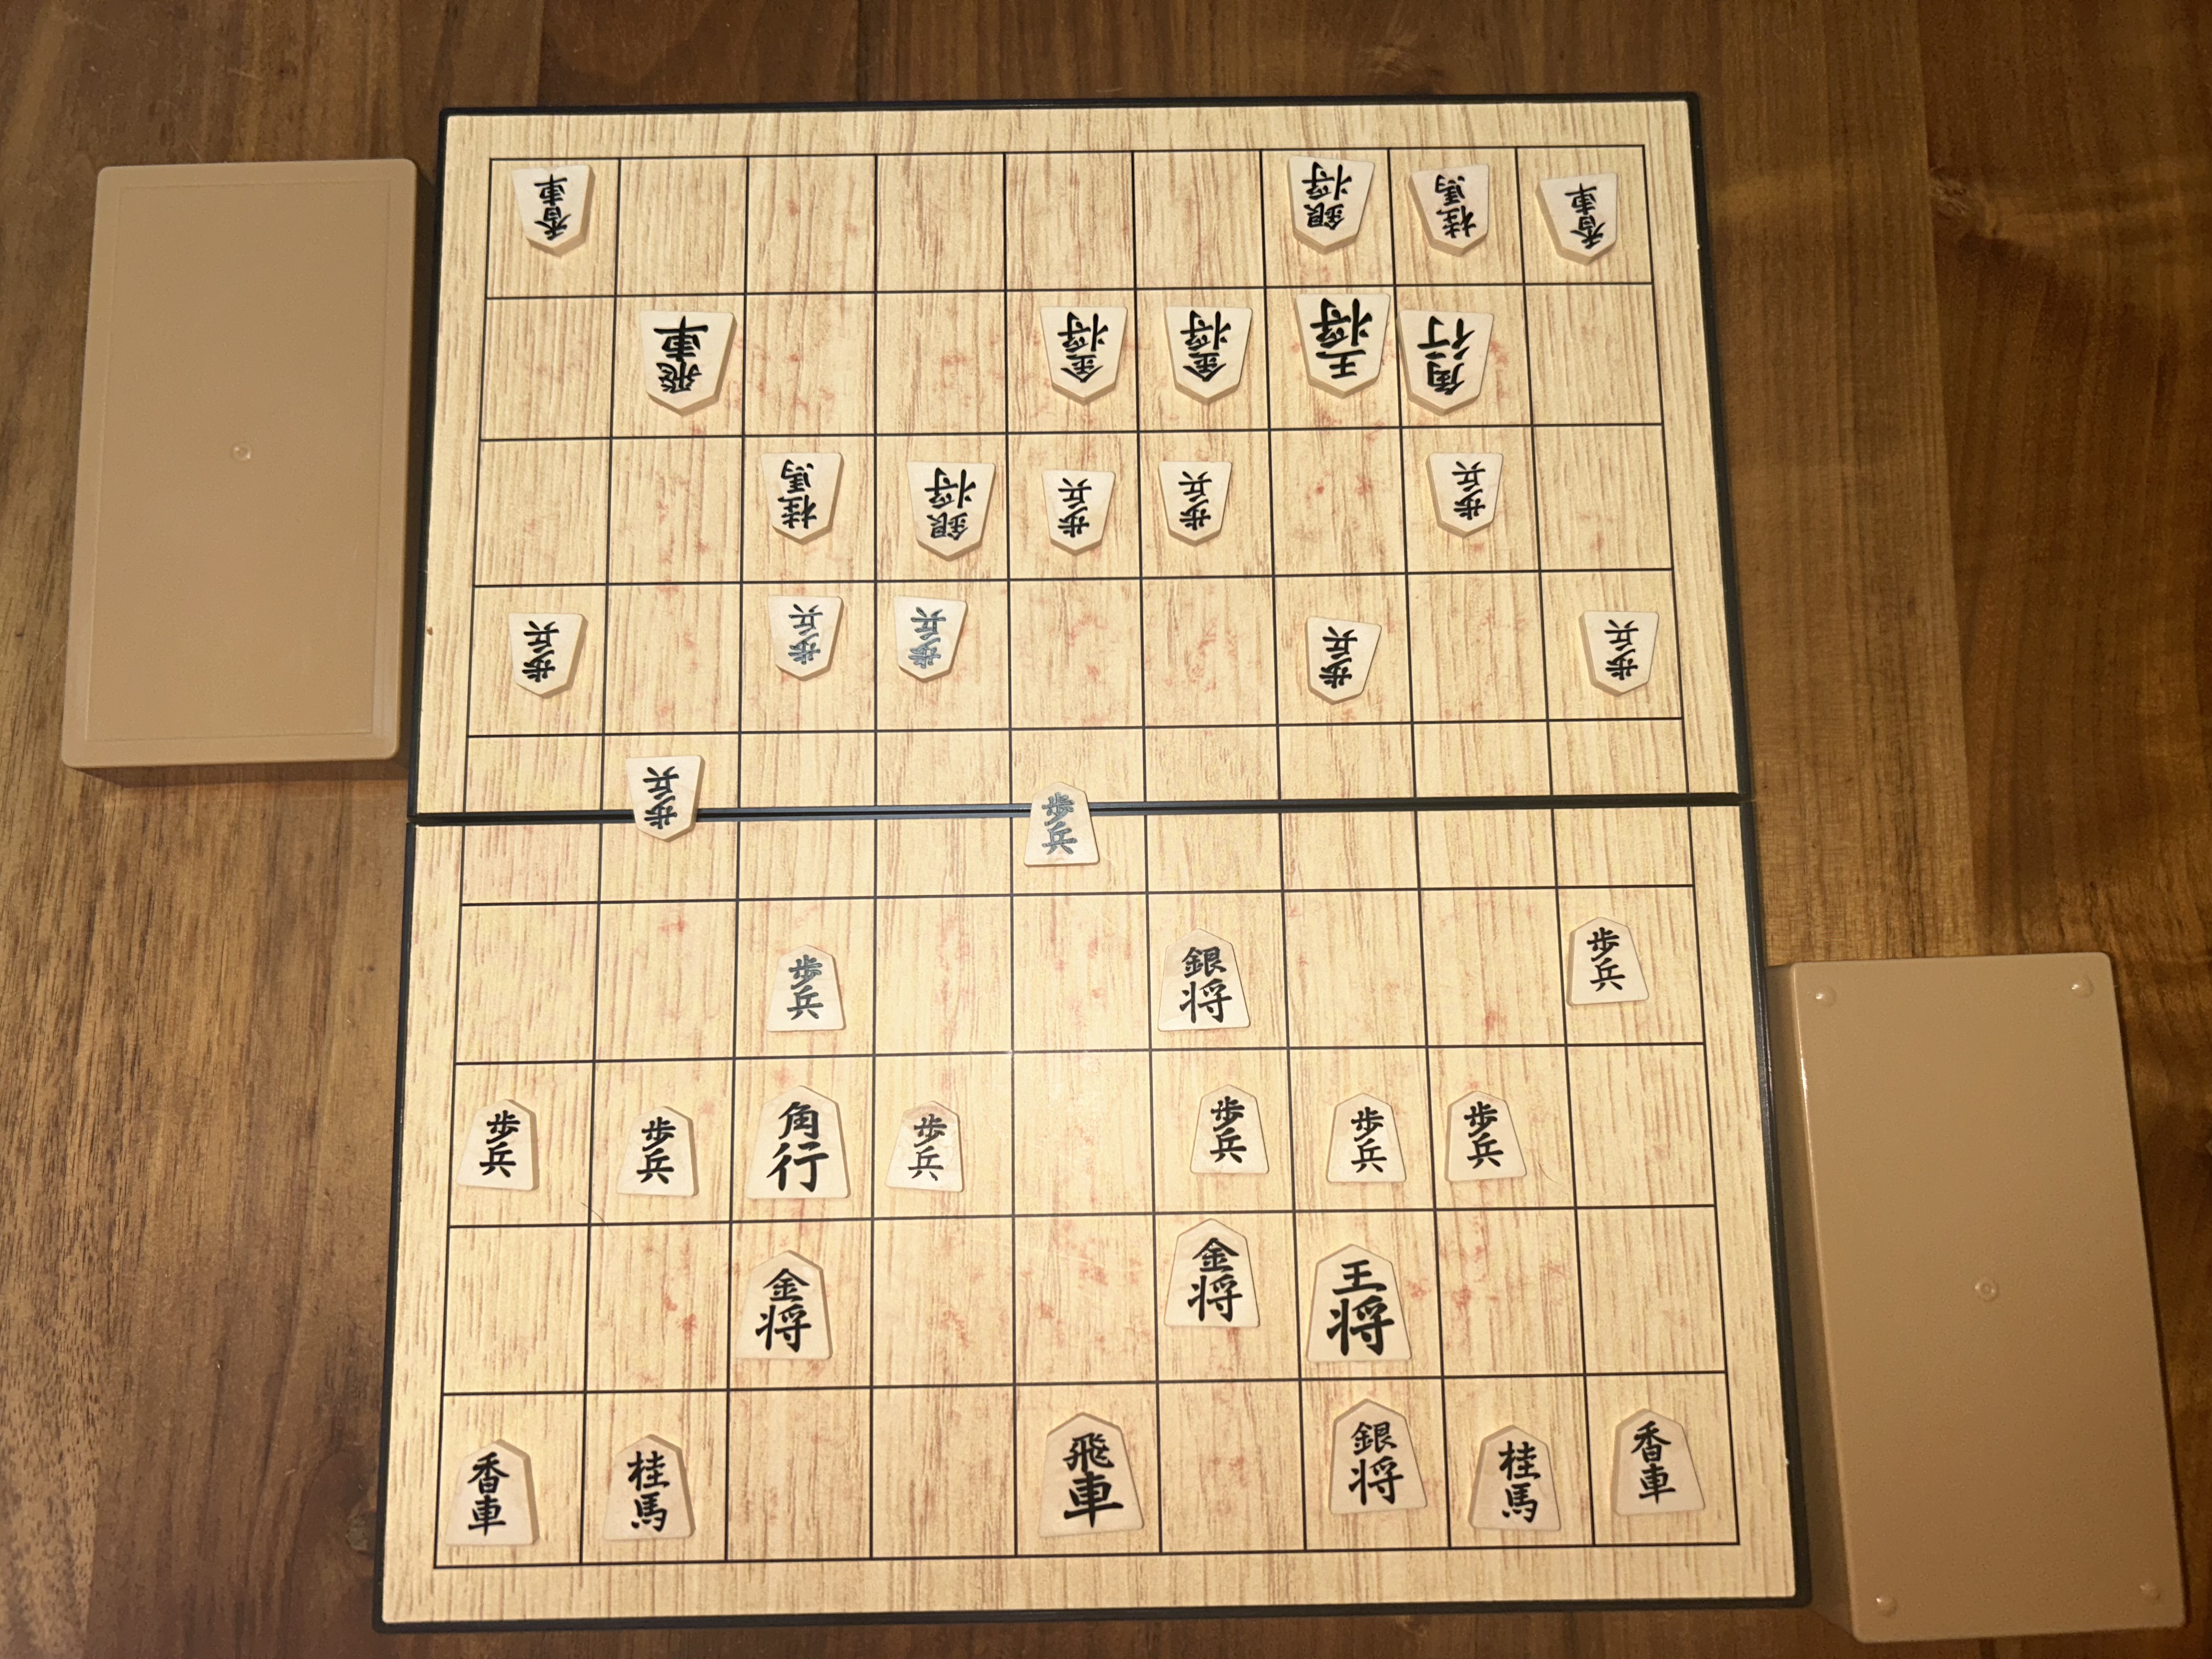 香車 銀将 桂馬 香車
飛車 金将 金将 王将 角行
桂馬 銀将 歩兵 歩兵 歩兵
歩兵 歩兵 歩兵 歩兵 歩兵
歩兵 歩兵
歩兵 銀将 歩兵
歩兵 歩兵 角行 歩兵 歩兵 歩兵 歩兵
金将 金将 王将
香車 桂馬 飛車 銀将 桂馬 香車